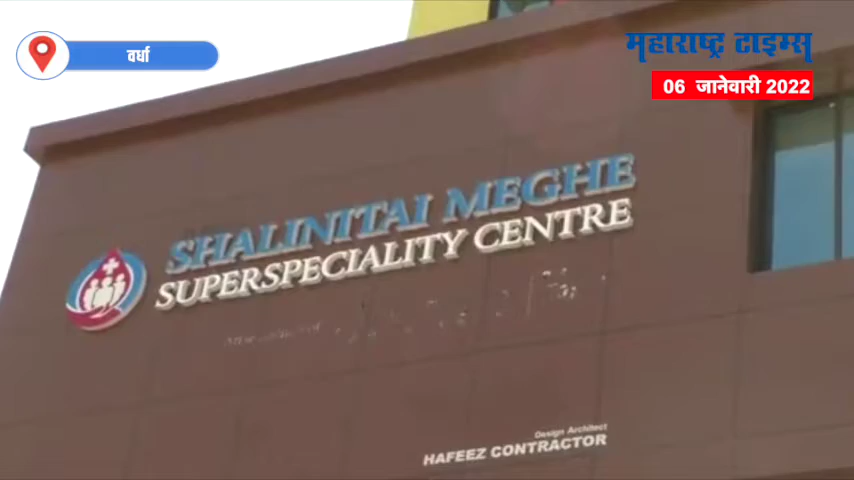 वर्धा
महाराष्ट्र टाइम्स
06 जानेवारी 2022
SHALINITAI MEGHE
SUPERSPECIALITY CENTRE
Design Architect
HAFEEZ CONTRACTOR